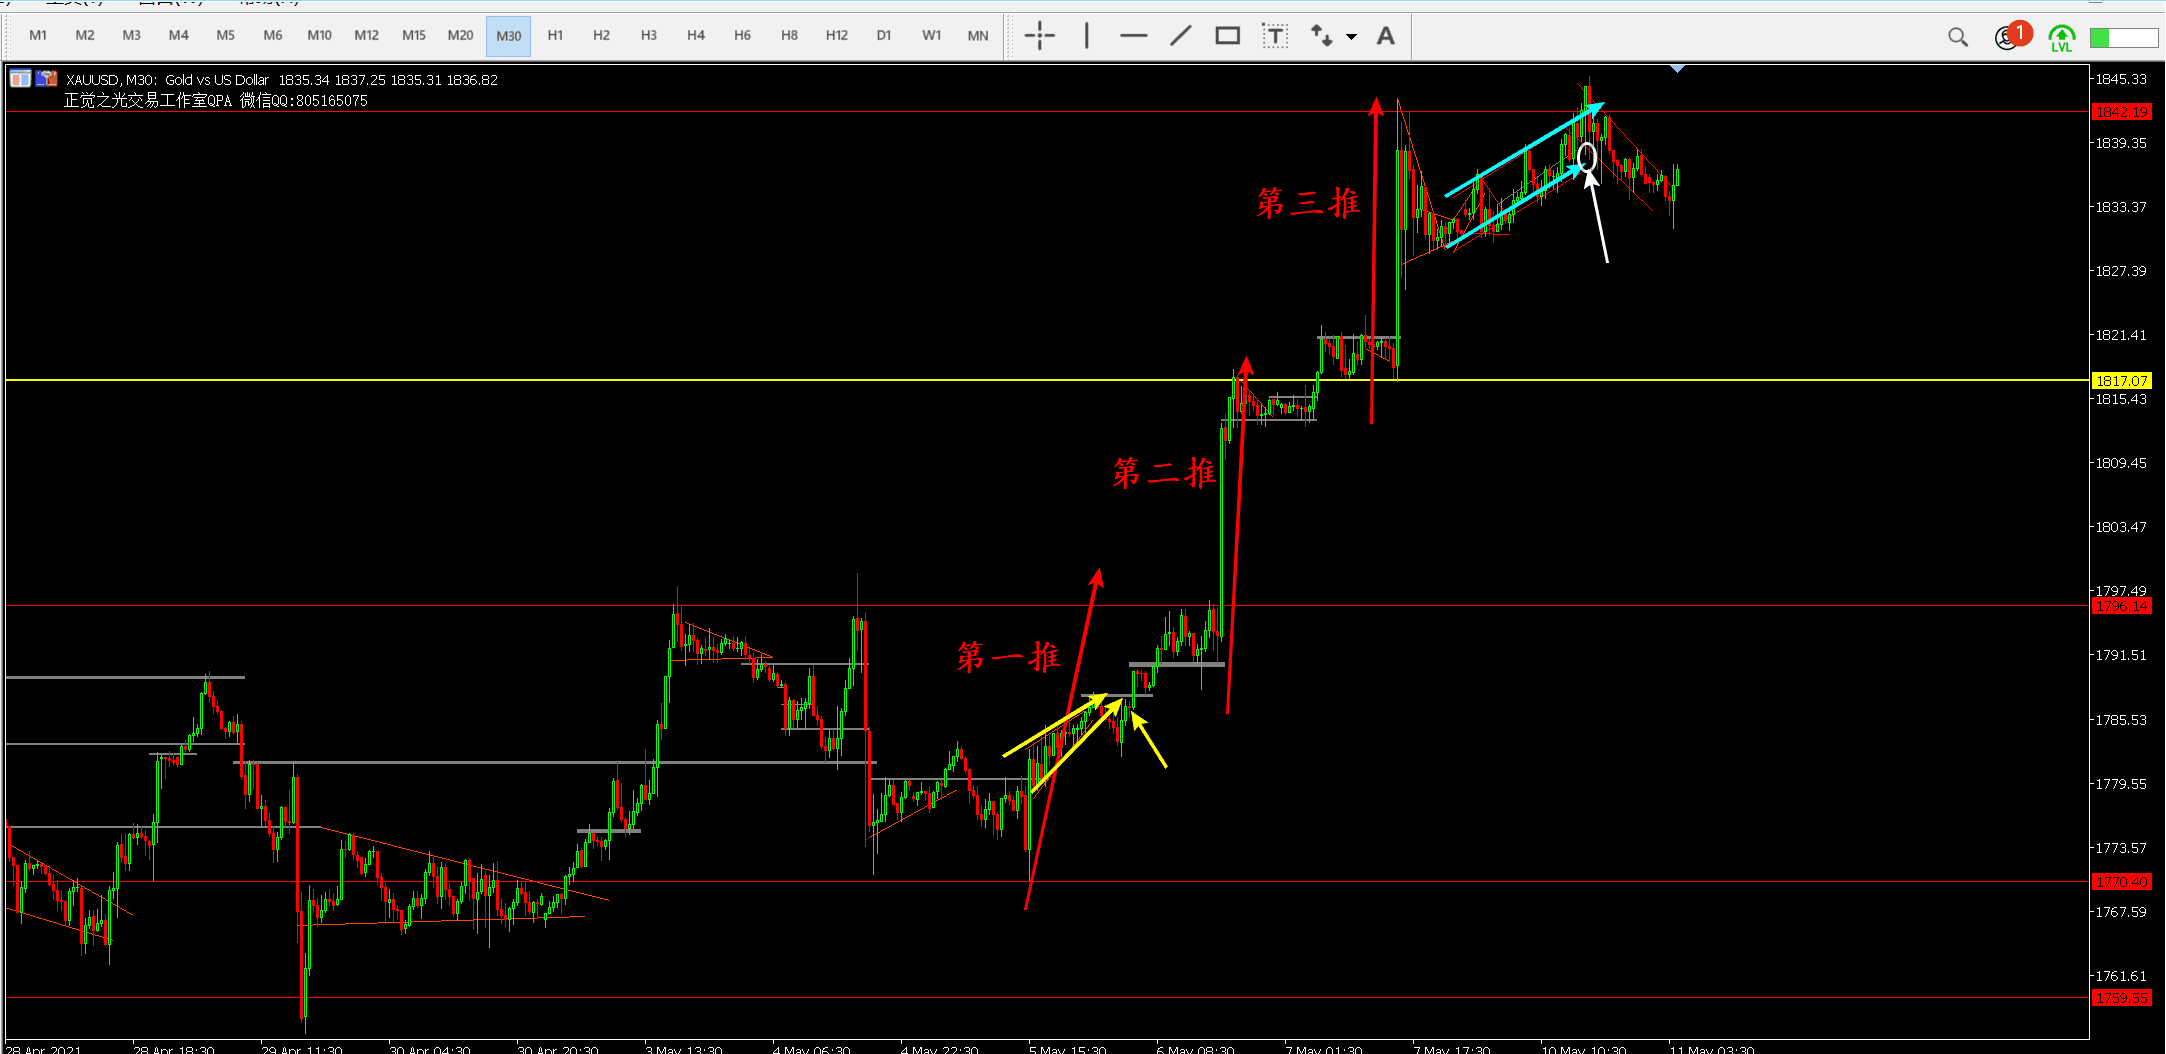 M1 M2 M3 M4 M5 M6 M10 M12 M15 M20 M30 H1 H2 H3 H4 H6 H8 H12 D1 W1 MN T A 1 LVL
XAUUSD, M30: Gold vs US Dollar 1835.34 1837.25 1835.31 1836.82
正觉之光交易工作室QPA 微信QQ:805165075
1845.33
1842.19
1839.35
第三推
1833.37
1827.39
1821.41
1817.07
1815.43
第二推
1809.45
1803.47
1797.49
1796.14
第一推
1791.51
1785.53
1779.55
1773.57
1770.40
1767.59
1761.61
1759.55
28 Apr 2021 28 Apr 18:30 29 Apr 11:30 30 Apr 04:30 30 Apr 20:30 3 May 13:30 4 May 06:30 4 May 22:30 5 May 15:30 6 May 08:30 7 May 01:30 7 May 17:30 10 May 10:30 11 May 03:30